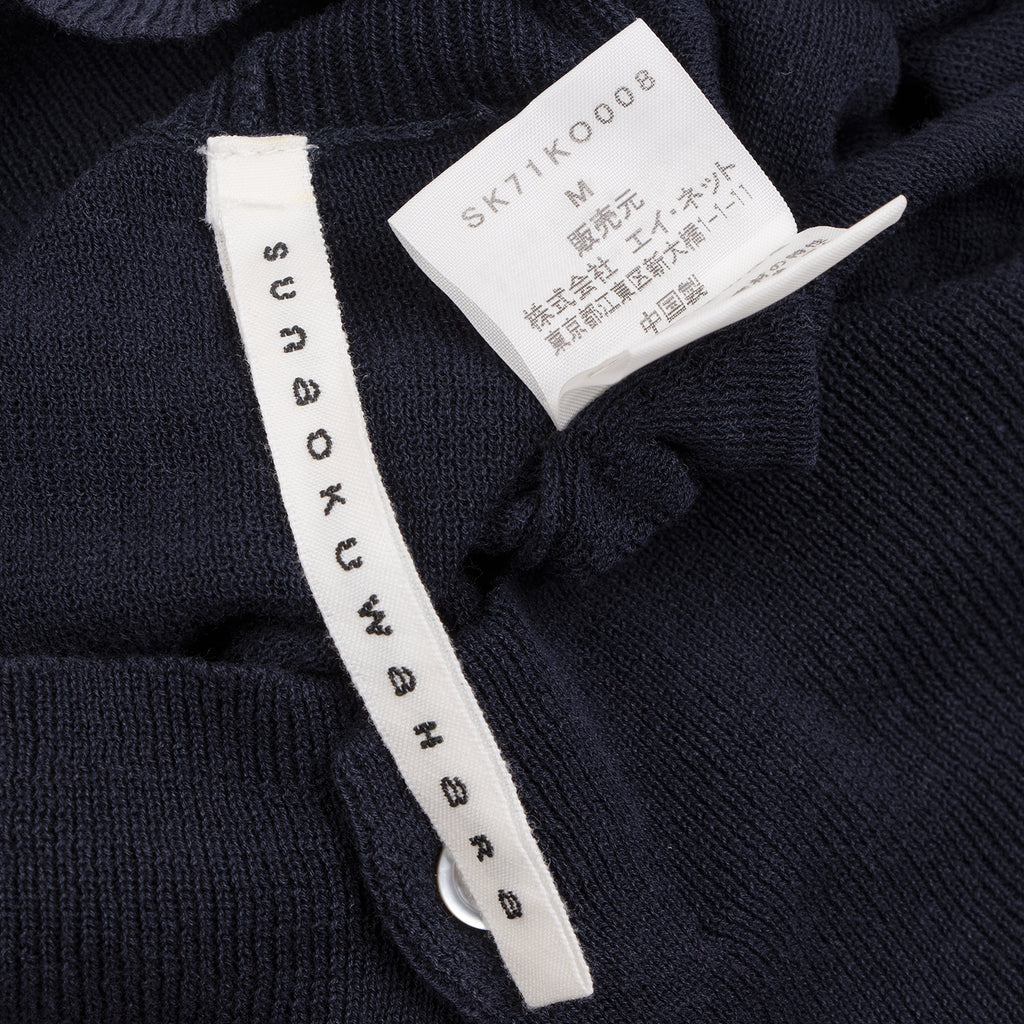 sunaokuwahara
SK71KO008
M
販売元
株式会社 エイ・ネット
東京都江東区新大橋1-1-11
中国製